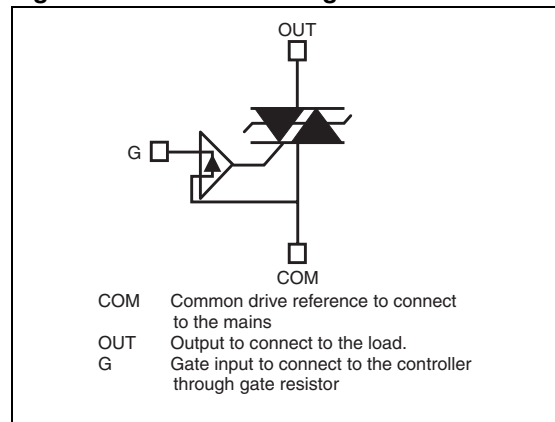 OUT
G
COM
COM Common drive reference to connect
to the mains
OUT Output to connect to the load.
G Gate input to connect to the controller
through gate resistor